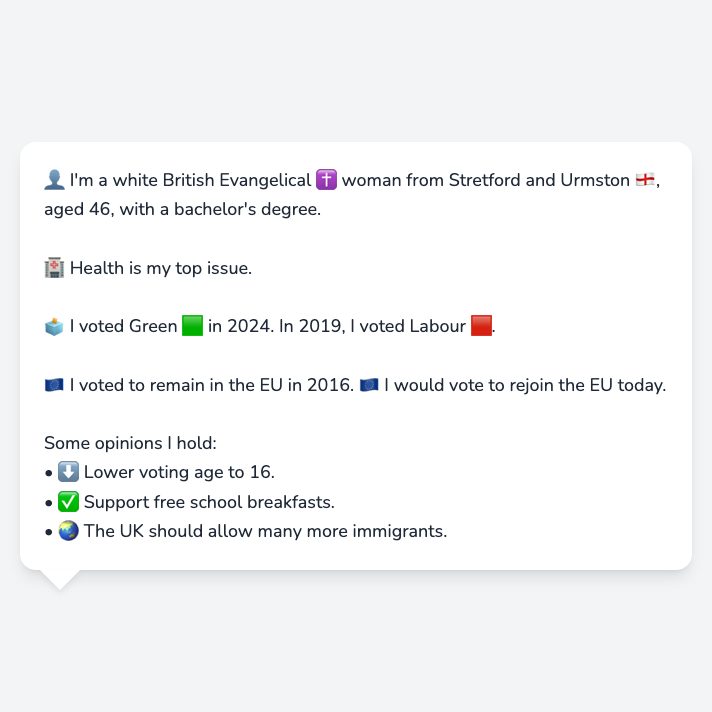 👤 I'm a white British Evangelical ✝️ woman from Stretford and Urmston 🏴󠁧󠁢󠁥󠁮󠁧󠁿,
aged 46, with a bachelor's degree.
🏥 Health is my top issue.
🗳️ I voted Green 🟩 in 2024. In 2019, I voted Labour 🟥.
🇪🇺 I voted to remain in the EU in 2016. 🇪🇺 I would vote to rejoin the EU today.
Some opinions I hold:
• ⬇️ Lower voting age to 16.
• ✅ Support free school breakfasts.
• 🌏 The UK should allow many more immigrants.